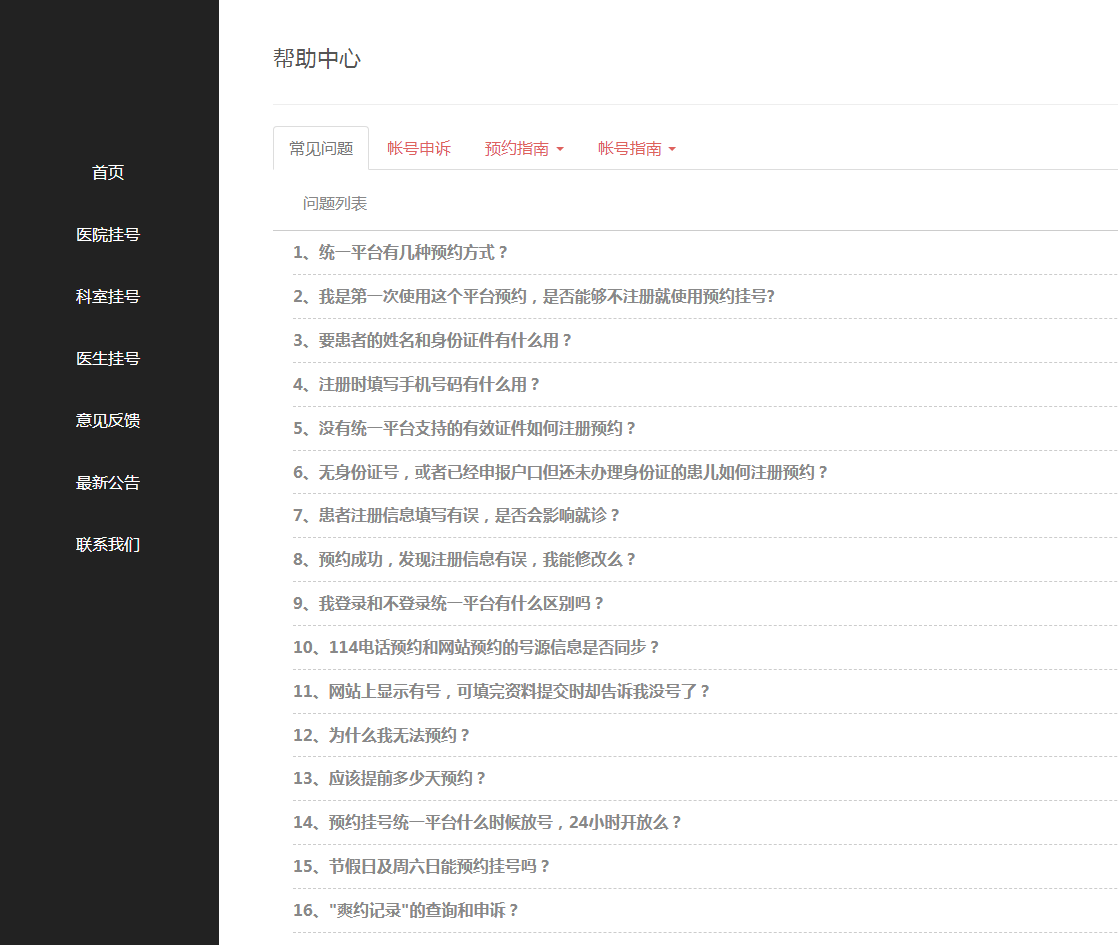 首页
医院挂号
科室挂号
医生挂号
意见反馈
最新公告
联系我们
帮助中心
常见问题 帐号申诉 预约指南 帐号指南
问题列表
1、统一平台有几种预约方式？
2、我是第一次使用这个平台预约，是否能够不注册就使用预约挂号?
3、要患者的姓名和身份证件有什么用？
4、注册时填写手机号码有什么用？
5、没有统一平台支持的有效证件如何注册预约？
6、无身份证号，或者已经申报户口但还未办理身份证的患儿如何注册预约？
7、患者注册信息填写有误，是否会影响就诊？
8、预约成功，发现注册信息有误，我能修改么？
9、我登录和不登录统一平台有什么区别吗？
10、114电话预约和网站预约的号源信息是否同步？
11、网站上显示有号，可填完资料提交时却告诉我没号了？
12、为什么我无法预约？
13、应该提前多少天预约？
14、预约挂号统一平台什么时候放号，24小时开放么？
15、节假日及周六日能预约挂号吗？
16、"爽约记录"的查询和申诉？